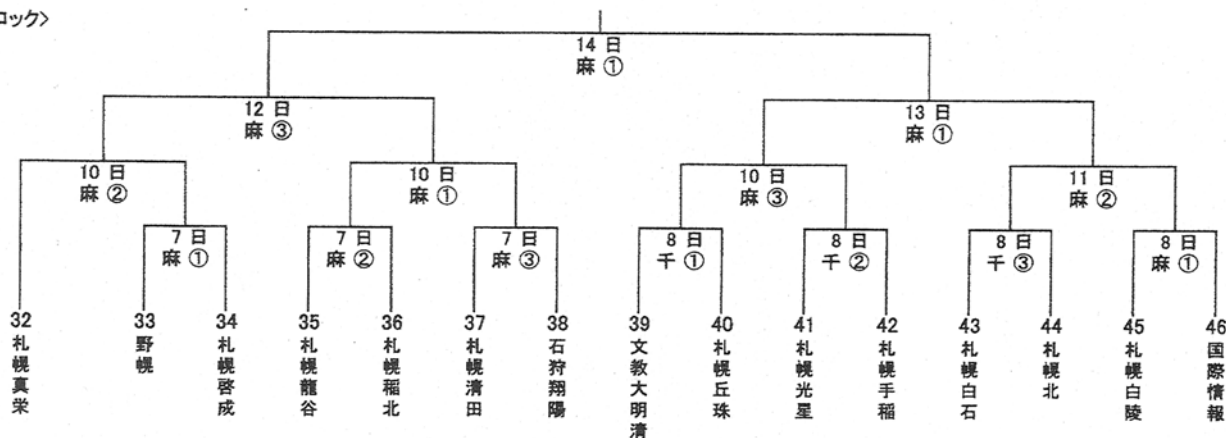 ロック>
14 日
麻 ①
12 日
麻 ③
13 日
麻 ①
10 日
麻 ②
10 日
麻 ①
10 日
麻 ③
11 日
麻 ②
7 日
麻 ①
7 日
麻 ②
7 日
麻 ③
8 日
千 ①
8 日
千 ②
8 日
千 ③
8 日
麻 ①
32
札幌真栄
33
野幌
34
札幌啓成
35
札幌龍谷
36
札幌稲北
37
札幌清田
38
石狩翔陽
39
文教大明清
40
札幌丘珠
41
札幌光星
42
札幌手稲
43
札幌白石
44
札幌北
45
札幌白陵
46
国際情報